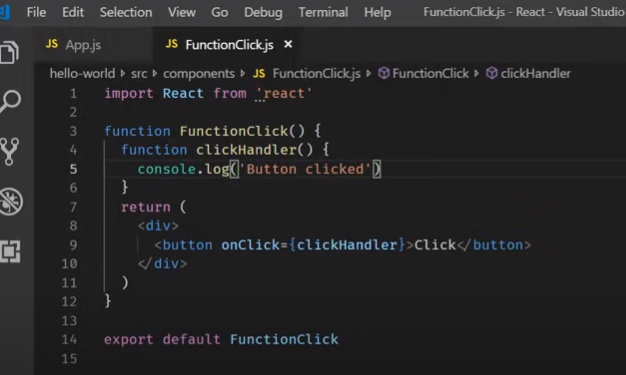 File Edit Selection View Go Debug Terminal Help FunctionClick.js - React - Visual Studio
JS App.js JS FunctionClick.js ×
hello-world › src › components › JS FunctionClick.js › FunctionClick › clickHandler
1 import React from 'react'
2
3 function FunctionClick() {
4 function clickHandler() {
5 console.log('Button clicked')
6 }
7 return (
8 <div>
9 <button onClick={clickHandler}>Click</button>
10 </div>
11 )
12 }
13
14 export default FunctionClick
15